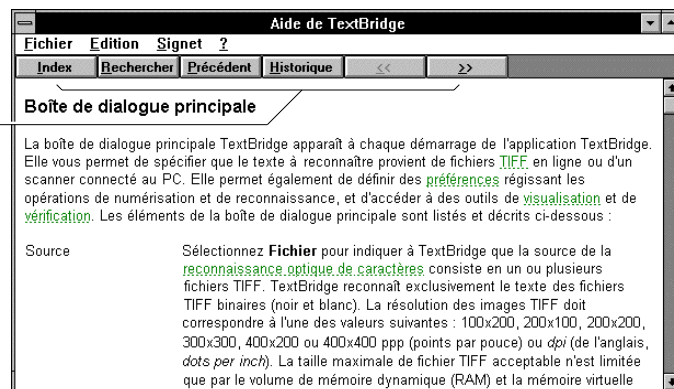 Aide de TextBridge
Fichier Edition Signet ?
Index Rechercher Précédent Historique << >>
Boîte de dialogue principale
La boîte de dialogue principale TextBridge apparaît à chaque démarrage de l'application TextBridge.
Elle vous permet de spécifier que le texte à reconnaître provient de fichiers TIFF en ligne ou d'un
scanner connecté au PC. Elle permet également de définir des préférences régissant les
opérations de numérisation et de reconnaissance, et d'accéder à des outils de visualisation et de
vérification. Les éléments de la boîte de dialogue principale sont listés et décrits ci-dessous :
Source
Sélectionnez Fichier pour indiquer à TextBridge que la source de la
reconnaissance optique de caractères consiste en un ou plusieurs
fichiers TIFF. TextBridge reconnaît exclusivement le texte des fichiers
TIFF binaires (noir et blanc). La résolution des images TIFF doit
correspondre à l'une des valeurs suivantes : 100x200, 200x100, 200x200,
300x300, 400x200 ou 400x400 ppp (points par pouce) ou dpi (de l'anglais,
dots per inch). La taille maximale de fichier TIFF acceptable n'est limitée
que par le volume de mémoire dynamique (RAM) et la mémoire virtuelle